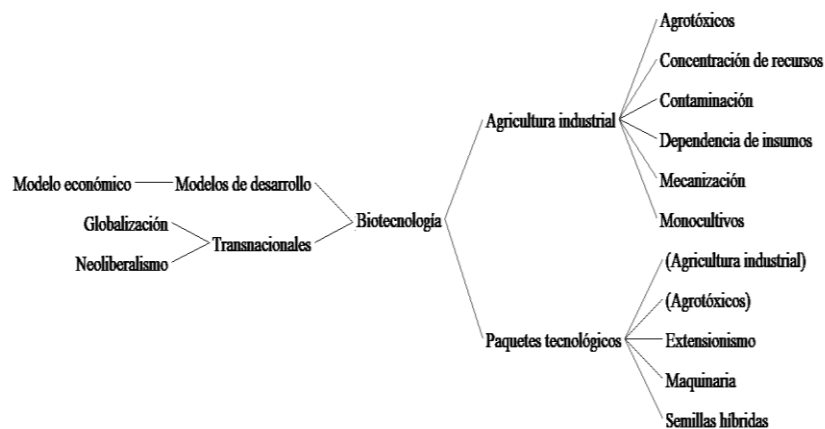 Agrotóxicos
Concentración de recursos
Contaminación
Agricultura industrial
Dependencia de insumos
Mecanización
Modelo económico
Modelos de desarrollo
Globalización
Biotecnología
Monocultivos
Transnacionales
Neoliberalismo
(Agricultura industrial)
(Agrotóxicos)
Paquetes tecnológicos
Extensionismo
Maquinaria
Semillas híbridas